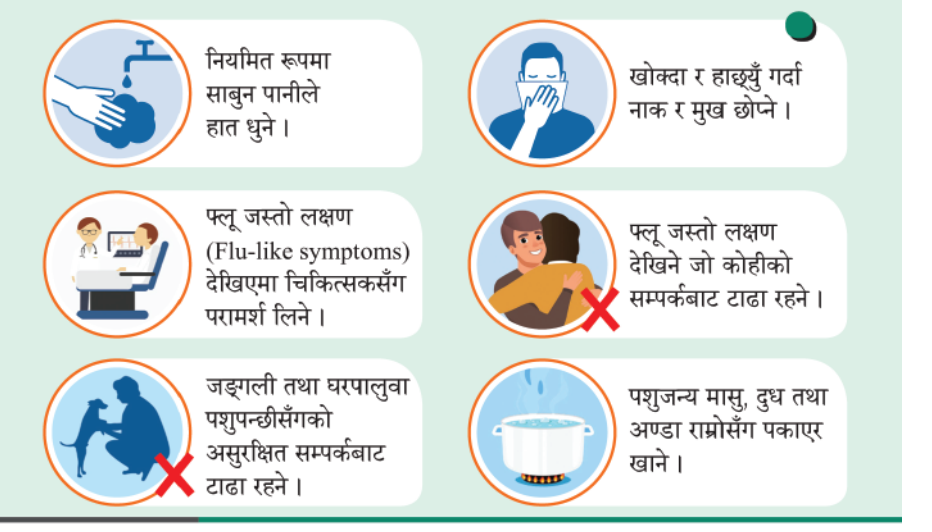 नियमित रूपमा
साबुन पानीले
हात धुने ।
खोक्दा र हाछ्युँ गर्दा
नाक र मुख छोप्ने ।
फ्लू जस्तो लक्षण
(Flu-like symptoms)
देखिएमा चिकित्सकसँग
परामर्श लिने ।
फ्लू जस्तो लक्षण
देखिने जो कोहीको
सम्पर्कबाट टाढा रहने ।
जङ्गली तथा घरपालुवा
पशुपन्छीसँगको
असुरक्षित सम्पर्कबाट
टाढा रहने ।
पशुजन्य मासु, दुध तथा
अण्डा राम्रोसँग पकाएर
खाने ।